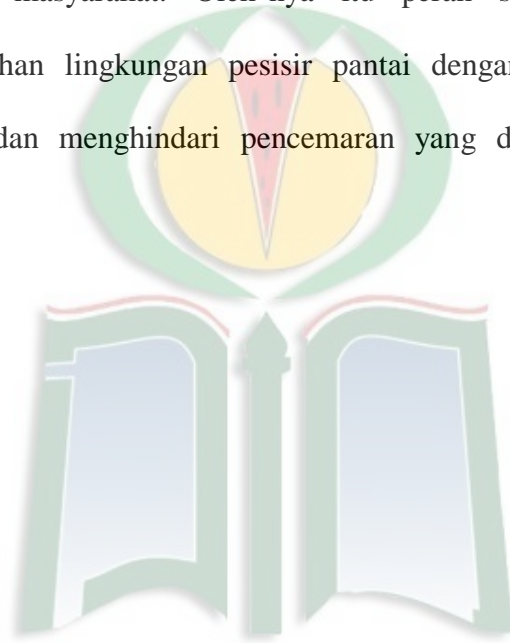 masyarakat. Oleh nya itu peran
han lingkungan pesisir pantai dengan
dan menghindari pencemaran yang